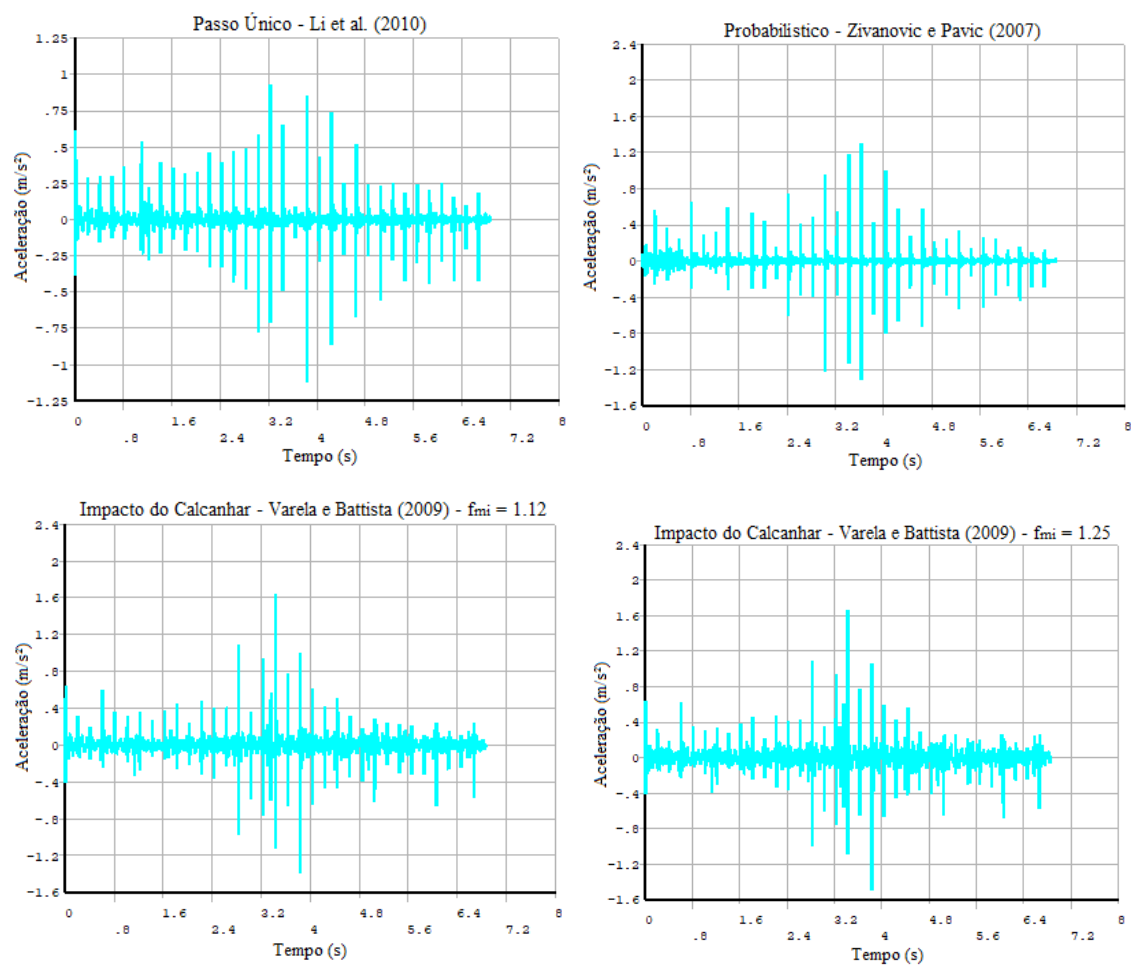 Passo Único - Li et al. (2010)
1.25
1
.75
.5
.25
0
-.25
-.5
-.75
-1
-1.25
Aceleração (m/s²)
0 1.6 3.2 4.8 6.4 8
.8 2.4 4 5.6 7.2
Tempo (s)
Probabilistico - Zivanovic e Pavic (2007)
2.4
2
1.6
1.2
.8
.4
0
-.4
-.8
-1.2
-1.6
Aceleração (m/s²)
0 1.6 3.2 4.8 6.4 8
.8 2.4 4 5.6 7.2
Tempo (s)
Impacto do Calcanhar - Varela e Battista (2009) - fmi = 1.12
2.4
2
1.6
1.2
.8
.4
0
-.4
-.8
-1.2
-1.6
Aceleração (m/s²)
0 1.6 3.2 4.8 6.4 8
.8 2.4 4 5.6 7.2
Tempo (s)
Impacto do Calcanhar - Varela e Battista (2009) - fmi = 1.25
2.4
2
1.6
1.2
.8
.4
0
-.4
-.8
-1.2
-1.6
Aceleração (m/s²)
0 1.6 3.2 4.8 6.4 8
.8 2.4 4 5.6 7.2
Tempo (s)